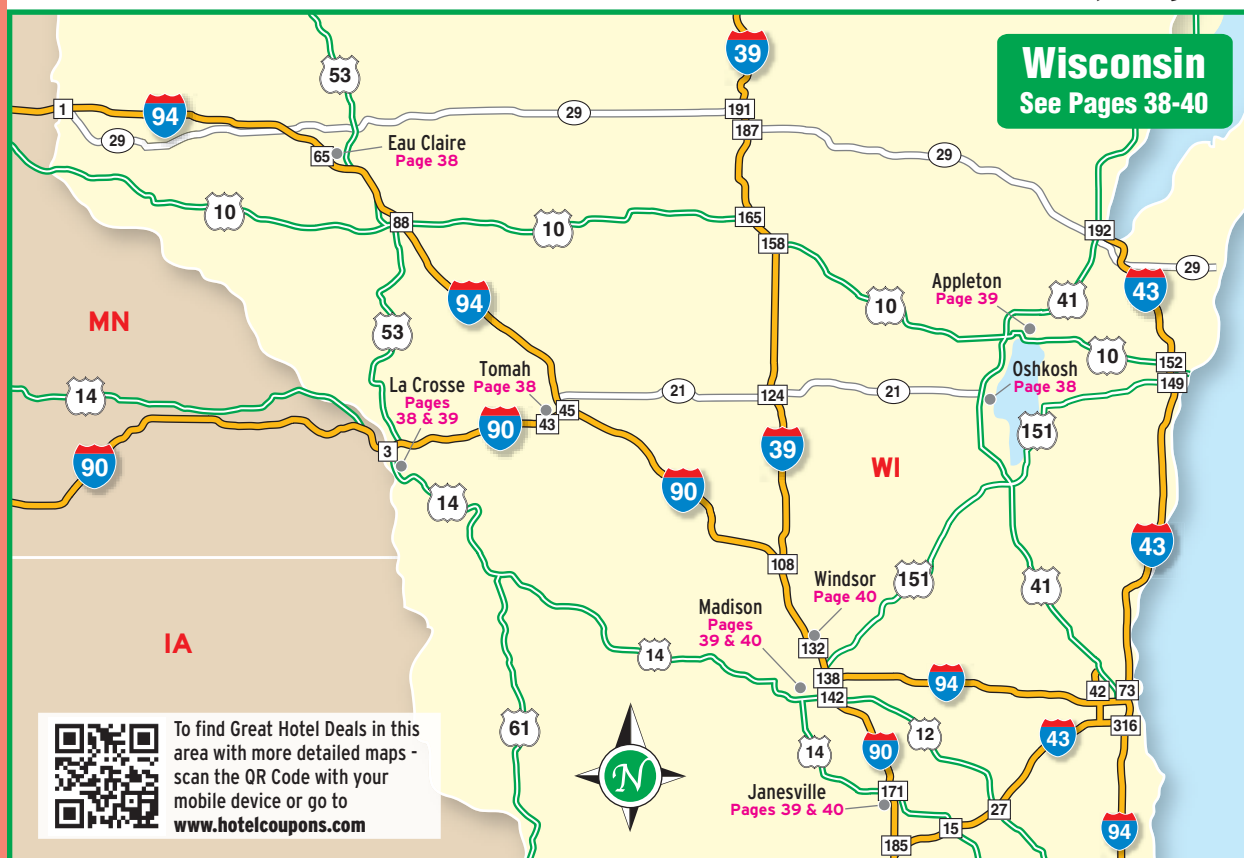 Wisconsin
See Pages 38-40
39
53
191
1
94
29
187
29
29
65
Eau Claire
Page 38
10
88
10
165
158
192
29
Appleton
Page 39
41
43
94
10
MN
53
10
152
Tomah
Page 38
La Crosse
Pages
38 & 39
Oshkosh
Page 38
149
14
45
43
21
124
21
90
151
3
39
90
WI
14
90
43
108
151
Windsor
Page 40
41
Madison
Pages
39 & 40
132
IA
14
138
142
94
42
73
316
61
12
43
14
90
To find Great Hotel Deals in this
area with more detailed maps -
scan the QR Code with your
mobile device or go to
www.hotelcoupons.com
N
Janesville
Pages 39 & 40
171
27
15
185
94